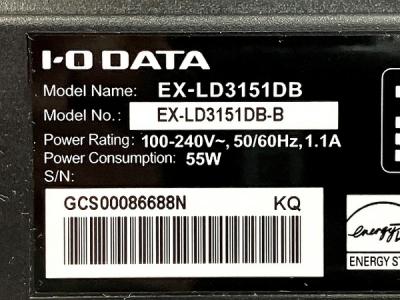 I-O DATA
Model Name: EX-LD3151DB
Model No.: EX-LD3151DB-B
Power Rating: 100-240V~, 50/60Hz, 1.1A
Power Consumption: 55W
S/N:
GCS00086688N KQ
energy
ENERGY S